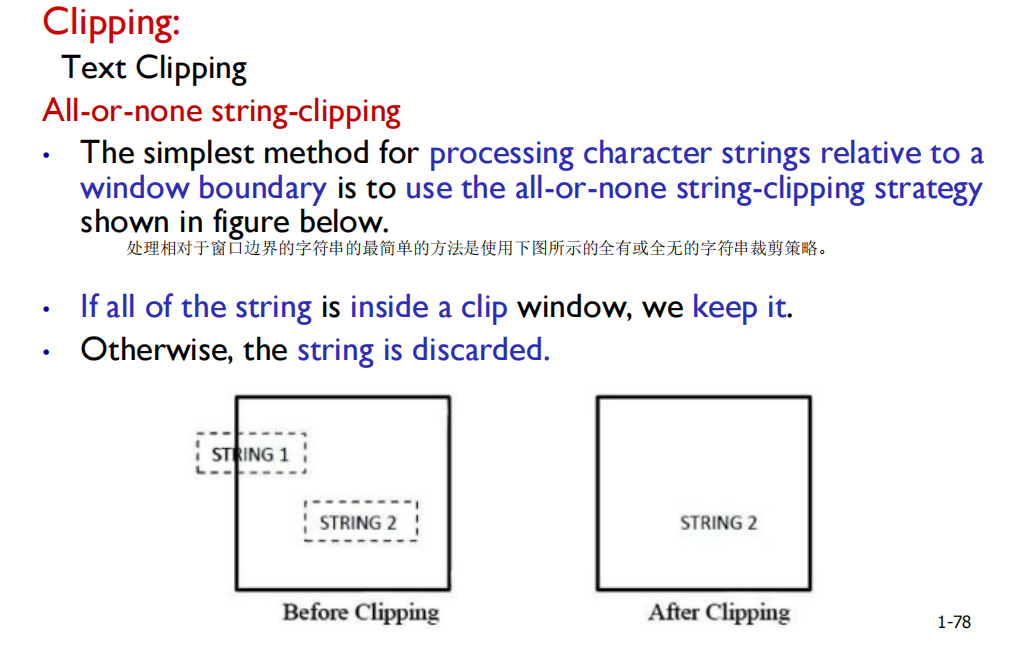 Clipping:
Text Clipping
All-or-none string-clipping
• The simplest method for processing character strings relative to a
window boundary is to use the all-or-none string-clipping strategy
shown in figure below.
处理相对于窗口边界的字符串的最简单的方法是使用下图所示的全有或全无的字符串裁剪策略。
• If all of the string is inside a clip window, we keep it.
• Otherwise, the string is discarded.
STRING 1
STRING 2
STRING 2
Before Clipping
After Clipping
1-78